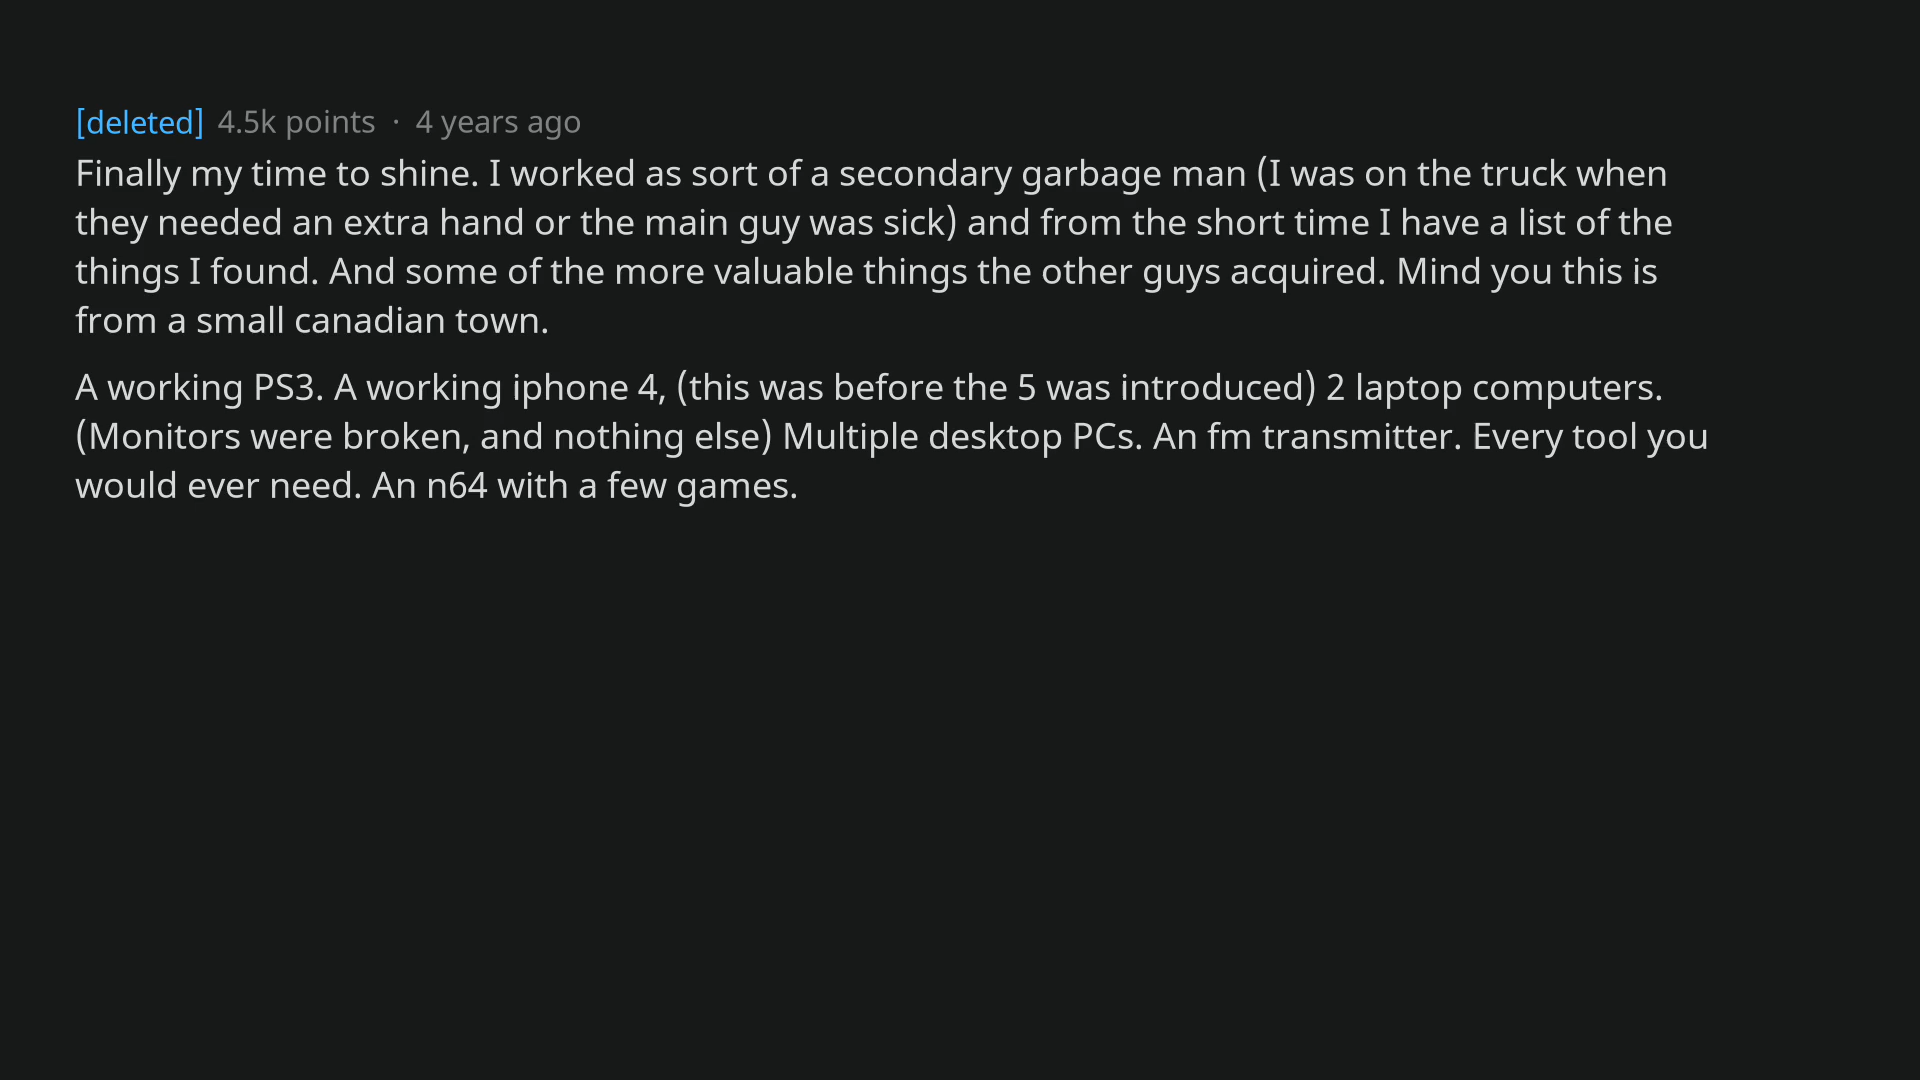 [deleted] 4.5k points · 4 years ago
Finally my time to shine. I worked as sort of a secondary garbage man (I was on the truck when
they needed an extra hand or the main guy was sick) and from the short time I have a list of the
things I found. And some of the more valuable things the other guys acquired. Mind you this is
from a small canadian town.
A working PS3. A working iphone 4, (this was before the 5 was introduced) 2 laptop computers.
(Monitors were broken, and nothing else) Multiple desktop PCs. An fm transmitter. Every tool you
would ever need. An n64 with a few games.